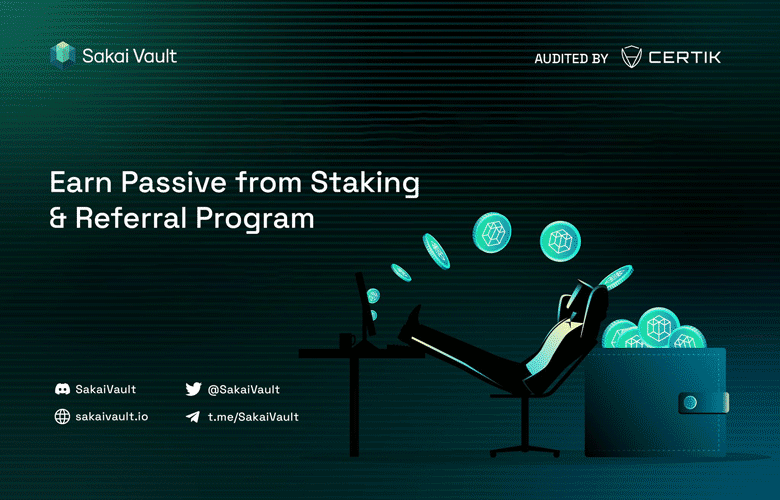 Sakai Vault
AUDITED BY CERTIK
Earn Passive from Staking
& Referral Program
SakaiVault
@SakaiVault
sakaivault.io
t.me/SakaiVault